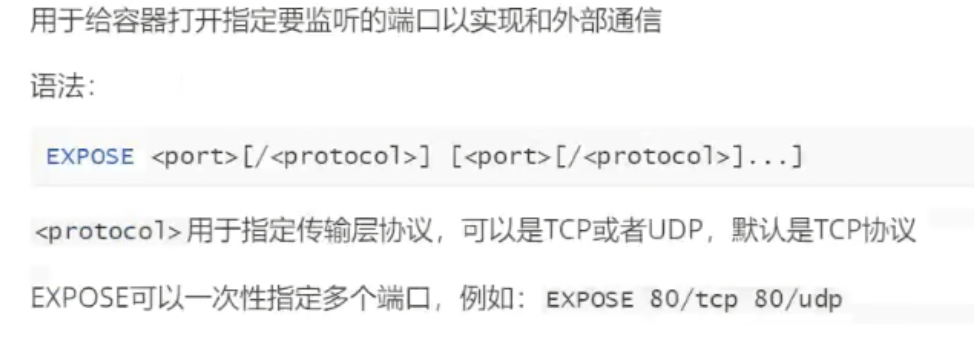 用于给容器打开指定要监听的端口以实现和外部通信
语法：
EXPOSE <port>[/<protocol>] [<port>[/<protocol>]...]
<protocol>用于指定传输层协议，可以是TCP或者UDP，默认是TCP协议
EXPOSE可以一次性指定多个端口，例如：EXPOSE 80/tcp 80/udp